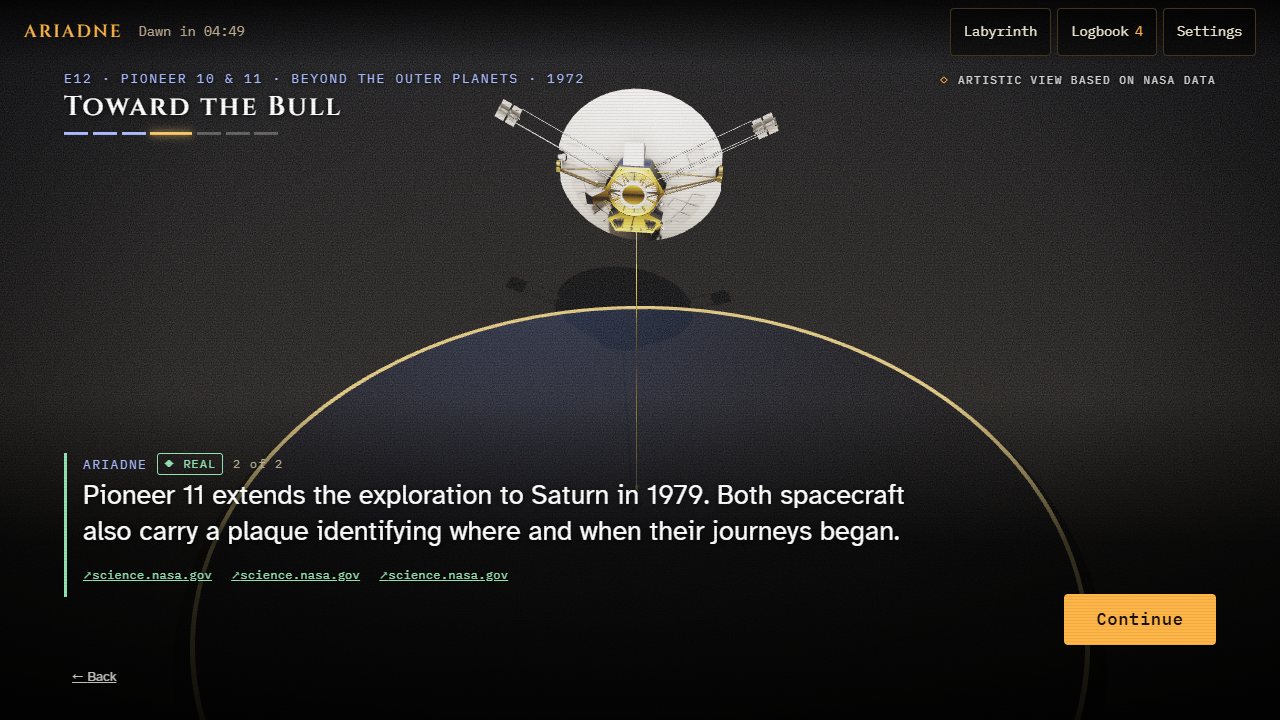 ARIADNE Dawn in 04:49 Labyrinth Logbook 4 Settings
E12 · PIONEER 10 & 11 · BEYOND THE OUTER PLANETS · 1972
◇ ARTISTIC VIEW BASED ON NASA DATA
Toward the Bull
ARIADNE ◆ REAL 2 of 2
Pioneer 11 extends the exploration to Saturn in 1979. Both spacecraft
also carry a plaque identifying where and when their journeys began.
↗science.nasa.gov ↗science.nasa.gov ↗science.nasa.gov
Continue
← Back